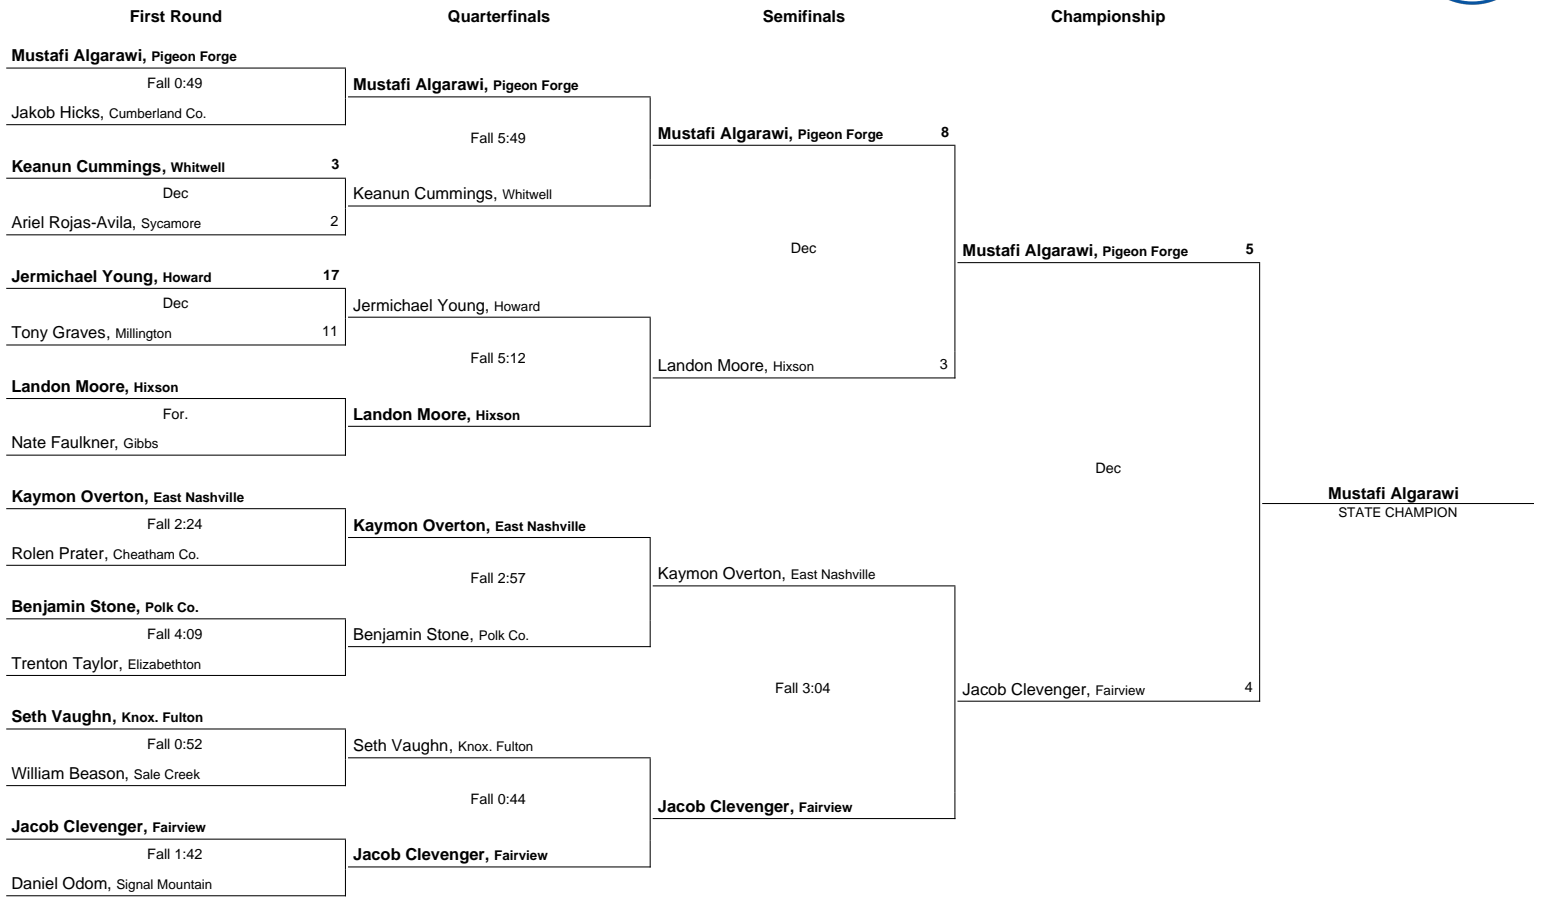 First Round Quarterfinals Semifinals Championship
Mustafi Algarawi, Pigeon Forge
Fall 0:49
Jakob Hicks, Cumberland Co.
Keanun Cummings, Whitwell 3
Dec
Ariel Rojas-Avila, Sycamore 2
Jermichael Young, Howard 17
Dec
Tony Graves, Millington 11
Landon Moore, Hixson
For.
Nate Faulkner, Gibbs
Kaymon Overton, East Nashville
Fall 2:24
Rolen Prater, Cheatham Co.
Benjamin Stone, Polk Co.
Fall 4:09
Trenton Taylor, Elizabethton
Seth Vaughn, Knox. Fulton
Fall 0:52
William Beason, Sale Creek
Jacob Clevenger, Fairview
Fall 1:42
Daniel Odom, Signal Mountain
Mustafi Algarawi, Pigeon Forge
Fall 5:49
Keanun Cummings, Whitwell
Jermichael Young, Howard
Fall 5:12
Landon Moore, Hixson
Kaymon Overton, East Nashville
Fall 2:57
Benjamin Stone, Polk Co.
Seth Vaughn, Knox. Fulton
Fall 0:44
Jacob Clevenger, Fairview
Mustafi Algarawi, Pigeon Forge 8
Dec
Landon Moore, Hixson 3
Kaymon Overton, East Nashville
Fall 3:04
Jacob Clevenger, Fairview
Mustafi Algarawi, Pigeon Forge 5
Dec
Jacob Clevenger, Fairview 4
Mustafi Algarawi
STATE CHAMPION